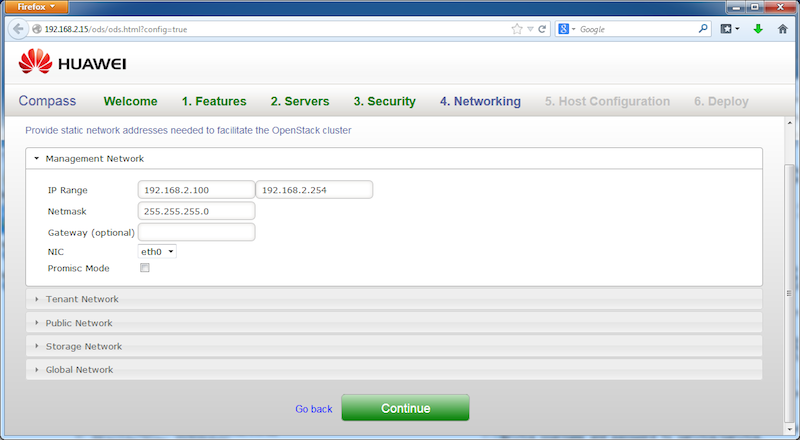 Firefox
192.168.2.15/ods/ods.html?config=true
Google
HUAWEI
Compass Welcome 1. Features 2. Servers 3. Security 4. Networking 5. Host Configuration 6. Deploy
Provide static network addresses needed to facilitate the OpenStack cluster
Management Network
IP Range 192.168.2.100 192.168.2.254
Netmask 255.255.255.0
Gateway (optional)
NIC eth0
Promisc Mode
Tenant Network
Public Network
Storage Network
Global Network
Go back Continue